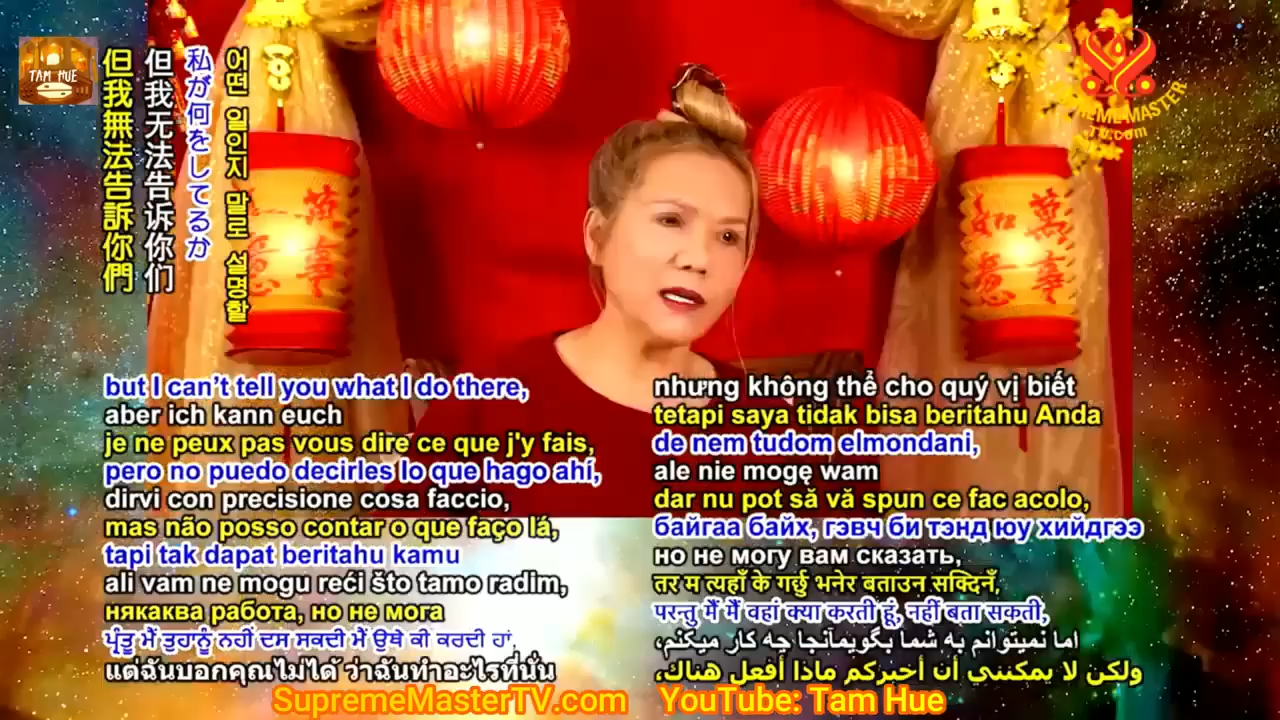 TAM HUE
但我無法告訴你們
但我无法告诉你们
私が何をしてるか
어떤 일인지 말로 설명할
萬事
如意
SUPREME MASTER
TV.com
but I can't tell you what I do there,
aber ich kann euch
je ne peux pas vous dire ce que j'y fais,
pero no puedo decirles lo que hago ahí,
dirvi con precisione cosa faccio,
mas não posso contar o que faço lá,
tapi tak dapat beritahu kamu
ali vam ne mogu reći što tamo radim,
някаква работа, но не мога
ਪ੍ਰੰਤੂ ਮੈਂ ਤੁਹਾਨੂੰ ਨਹੀਂ ਦਸ ਸਕਦੀ ਮੈਂ ਉਥੇ ਕੀ ਕਰਦੀ ਹਾਂ,
แต่ฉันบอกคุณไม่ได้ ว่าฉันทำอะไรที่นั่น
nhưng không thể cho quý vị biết
tetapi saya tidak bisa beritahu Anda
de nem tudom elmondani,
ale nie mogę wam
dar nu pot să vă spun ce fac acolo,
байгаа байх, гэвч би тэнд юу хийдгээ
но не могу вам сказать,
तर म त्यहाँ के गर्छु भनेर बताउन सक्दिनँ,
परन्तु मैं मैं वहां क्या करती हूं, नहीं बता सकती,
اما نمیتوانم به شما بگویم‌آنجا چه کار میکنم،
ولكن لا يمكنني أن أخبركم ماذا أفعل هناك،
SupremeMasterTV.com YouTube: Tam Hue